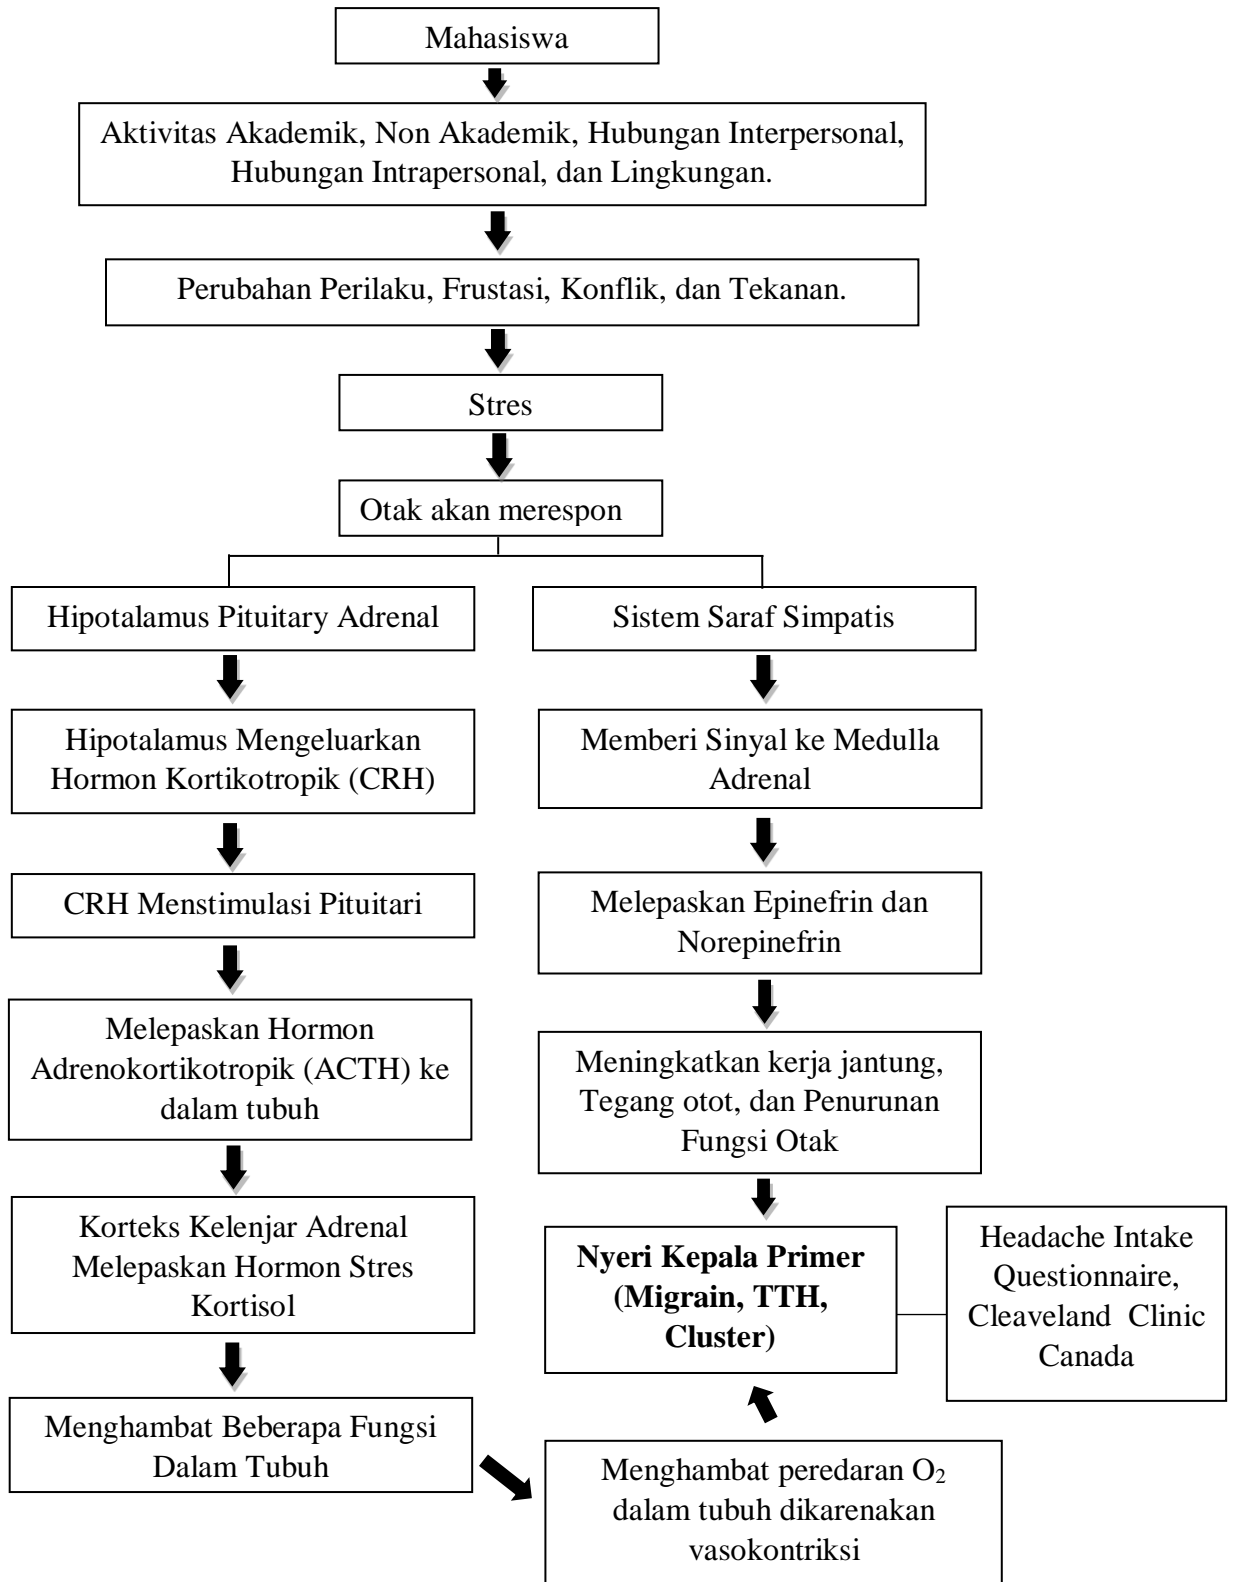 Mahasiswa
Aktivitas Akademik, Non Akademik, Hubungan Interpersonal,
Hubungan Intrapersonal, dan Lingkungan.
Perubahan Perilaku, Frustasi, Konflik, dan Tekanan.
Stres
Otak akan merespon
Hipotalamus Pituitary Adrenal
Sistem Saraf Simpatis
Hipotalamus Mengeluarkan
Hormon Kortikotropik (CRH)
Memberi Sinyal ke Medulla
Adrenal
CRH Menstimulasi Pituitari
Melepaskan Epinefrin dan
Norepinefrin
Melepaskan Hormon
Adrenokortikotropik (ACTH) ke
dalam tubuh
Meningkatkan kerja jantung,
Tegang otot, dan Penurunan
Fungsi Otak
Korteks Kelenjar Adrenal
Melepaskan Hormon Stres
Kortisol
Nyeri Kepala Primer
(Migrain, TTH,
Cluster)
Headache Intake
Questionnaire,
Cleaveland Clinic
Canada
Menghambat Beberapa Fungsi
Dalam Tubuh
Menghambat peredaran O₂
dalam tubuh dikarenakan
vasokontriksi